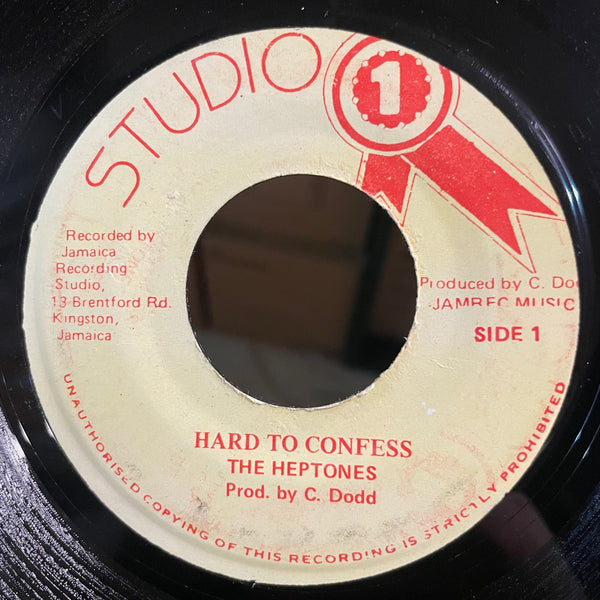 STUDIO
1
Recorded by
Jamaica
Recording
Studio,
13 Brentford Rd.
Kingston,
Jamaica
Produced by C. Do
JAMREC MUSIC
SIDE 1
HARD TO CONFESS
THE HEPTONES
Prod. by C. Dodd
UNAUTHORISED COPYING OF THIS RECORDING IS STRICTLY PROHIBITED